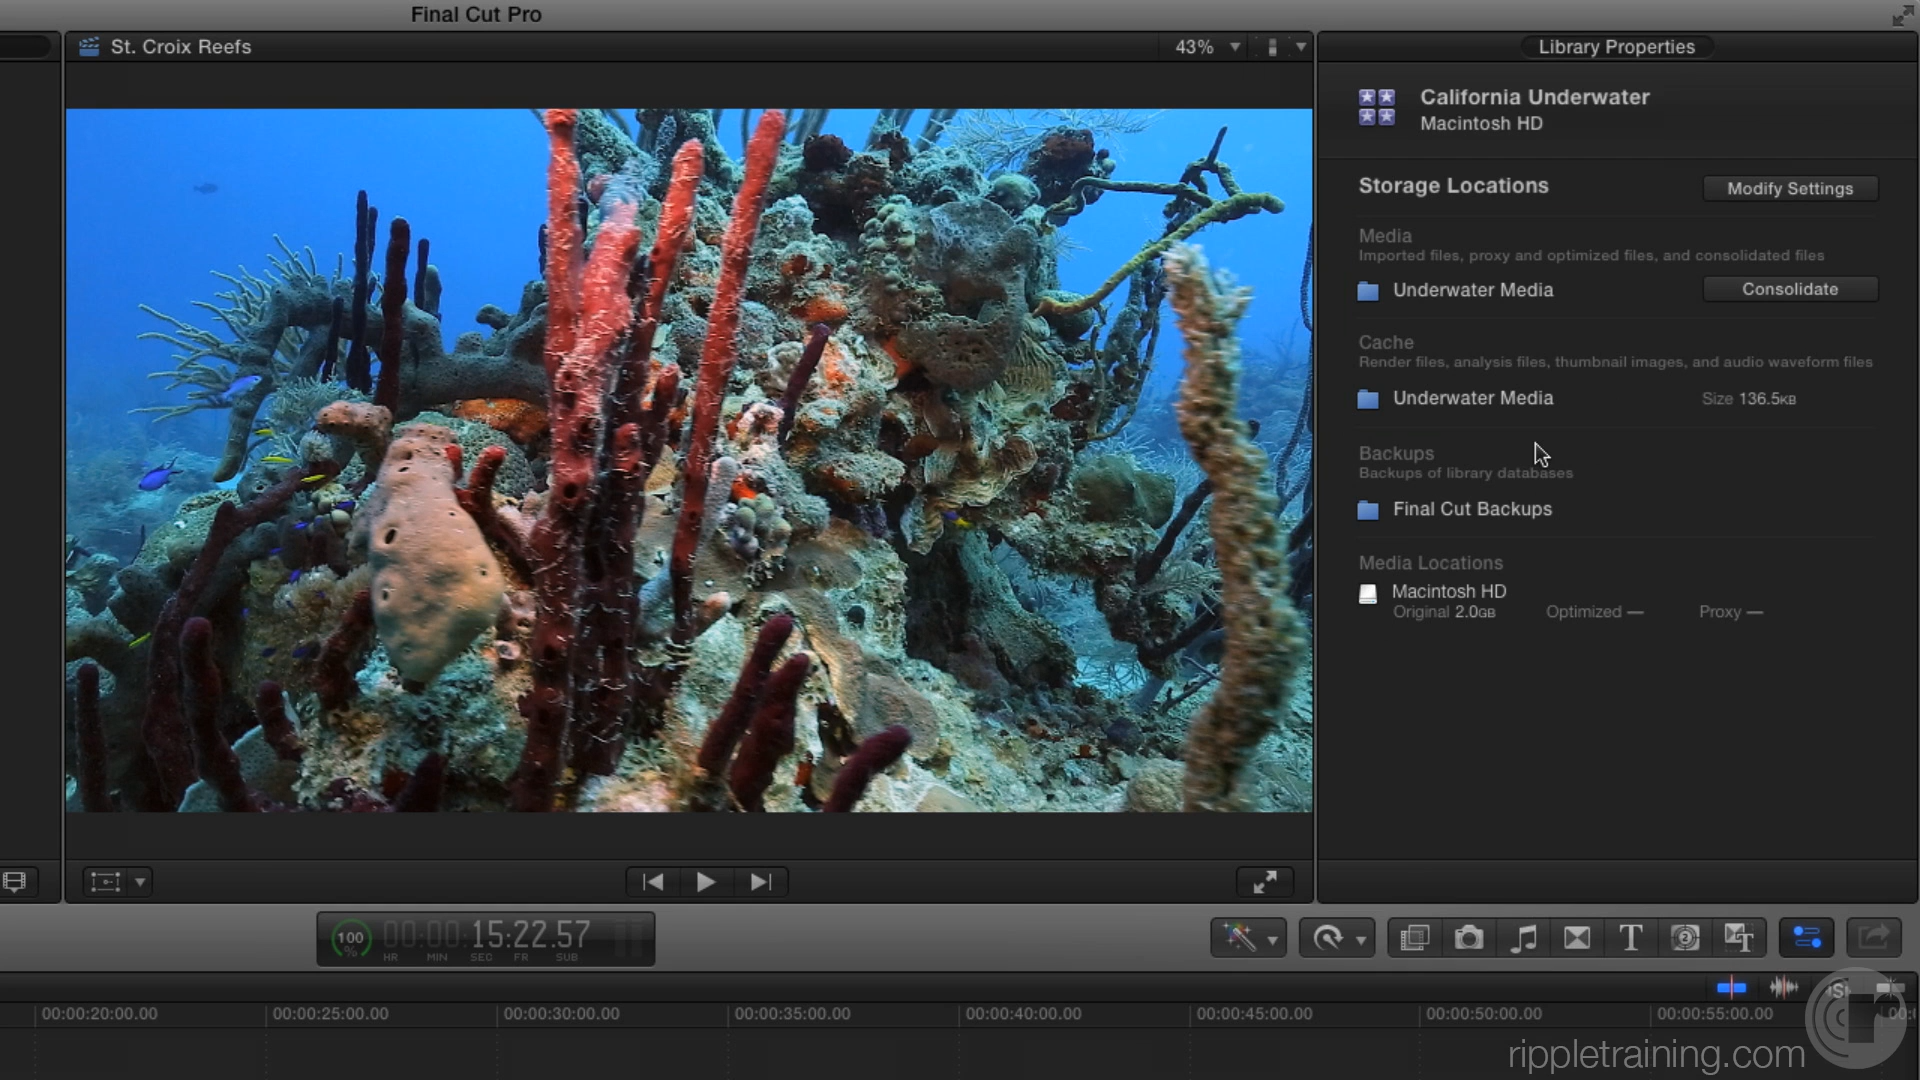 Final Cut Pro
St. Croix Reefs
43%
Library Properties
California Underwater
Macintosh HD
Storage Locations
Modify Settings
Media
Imported files, proxy and optimized files, and consolidated files
Underwater Media
Consolidate
Cache
Render files, analysis files, thumbnail images, and audio waveform files
Underwater Media
Size 136.5KB
Backups
Backups of library databases
Final Cut Backups
Media Locations
Macintosh HD
Original 2.0GB Optimized — Proxy —
100 %
00:00:15:22.57
HR MIN SEC FR SUB
T
2
T
00:00:20:00.00 00:00:25:00.00 00:00:30:00.00 00:00:35:00.00 00:00:40:00.00 00:00:45:00.00 00:00:50:00.00 00:00:55:00.00
rippletraining.com